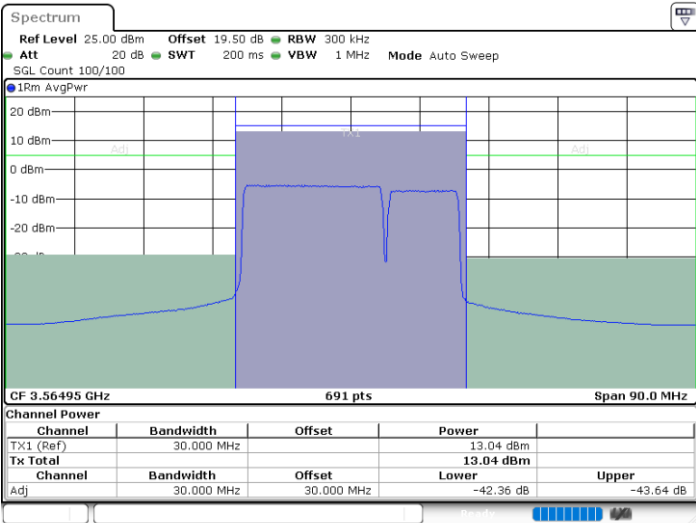 Spectrum
Ref Level 25.00 dBm Offset 19.50 dB RBW 300 kHz
Att 20 dB SWT 200 ms VBW 1 MHz Mode Auto Sweep
SGL Count 100/100
1Rm AvgPwr
20 dBm
TX1
10 dBm
Adj Adj
0 dBm
-10 dBm
-20 dBm
CF 3.56495 GHz 691 pts Span 90.0 MHz
Channel Power
Channel Bandwidth Offset Power
TX1 (Ref) 30.000 MHz 13.04 dBm
Tx Total 13.04 dBm
Channel Bandwidth Offset Lower Upper
Adj 30.000 MHz 30.000 MHz -42.36 dB -43.64 dB
Ready